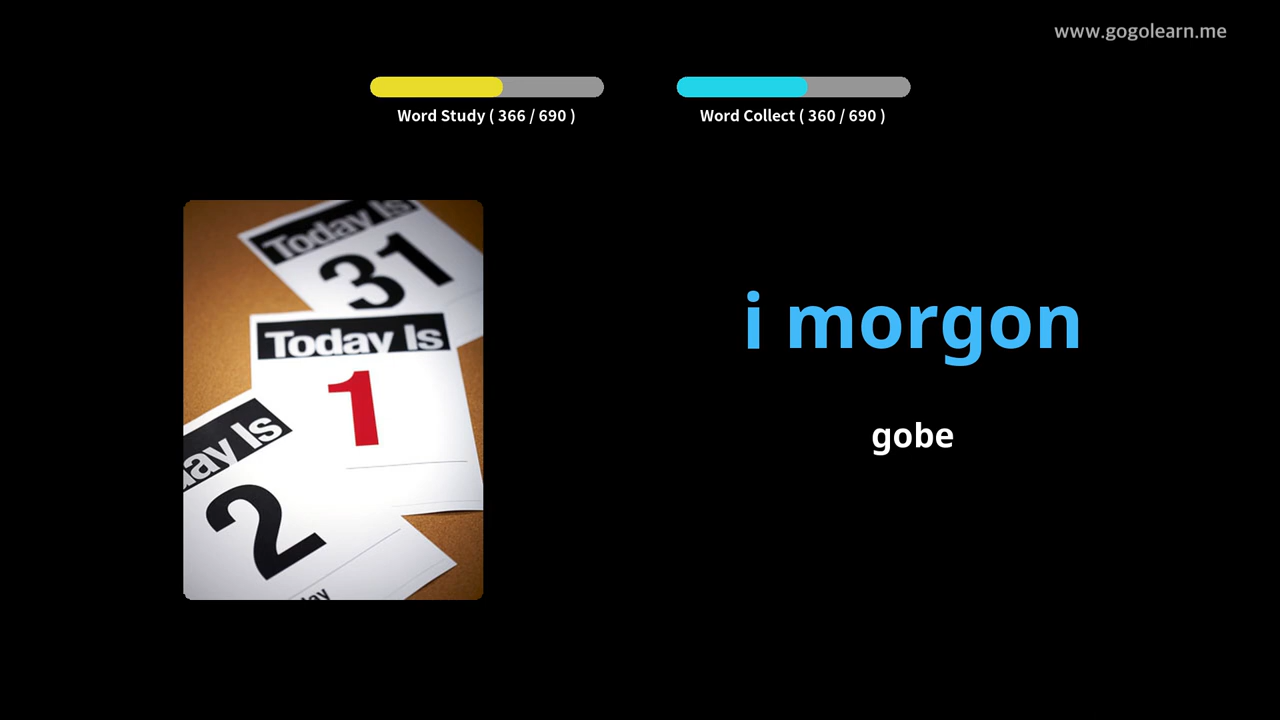 www.gogolearn.me
Word Study ( 366 / 690 )
Word Collect ( 360 / 690 )
Today Is
31
Today Is
1
ay Is
2
ay
i morgon
gobe